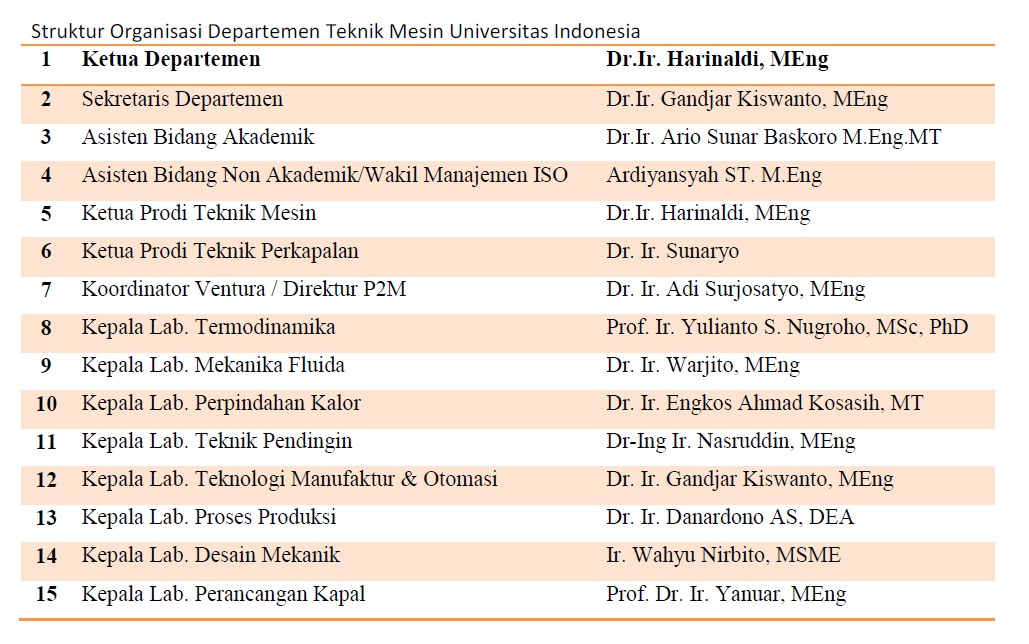 Struktur Organisasi Departemen Teknik Mesin Universitas Indonesia
1 Ketua Departemen Dr.Ir. Harinaldi, MEng
2 Sekretaris Departemen Dr.Ir. Gandjar Kiswanto, MEng
3 Asisten Bidang Akademik Dr.Ir. Ario Sunar Baskoro M.Eng.MT
4 Asisten Bidang Non Akademik/Wakil Manajemen ISO Ardiyansyah ST. M.Eng
5 Ketua Prodi Teknik Mesin Dr.Ir. Harinaldi, MEng
6 Ketua Prodi Teknik Perkapalan Dr. Ir. Sunaryo
7 Koordinator Ventura / Direktur P2M Dr. Ir. Adi Surjosatyo, MEng
8 Kepala Lab. Termodinamika Prof. Ir. Yulianto S. Nugroho, MSc, PhD
9 Kepala Lab. Mekanika Fluida Dr. Ir. Warjito, MEng
10 Kepala Lab. Perpindahan Kalor Dr. Ir. Engkos Ahmad Kosasih, MT
11 Kepala Lab. Teknik Pendingin Dr-Ing Ir. Nasruddin, MEng
12 Kepala Lab. Teknologi Manufaktur & Otomasi Dr. Ir. Gandjar Kiswanto, MEng
13 Kepala Lab. Proses Produksi Dr. Ir. Danardono AS, DEA
14 Kepala Lab. Desain Mekanik Ir. Wahyu Nirbito, MSME
15 Kepala Lab. Perancangan Kapal Prof. Dr. Ir. Yanuar, MEng